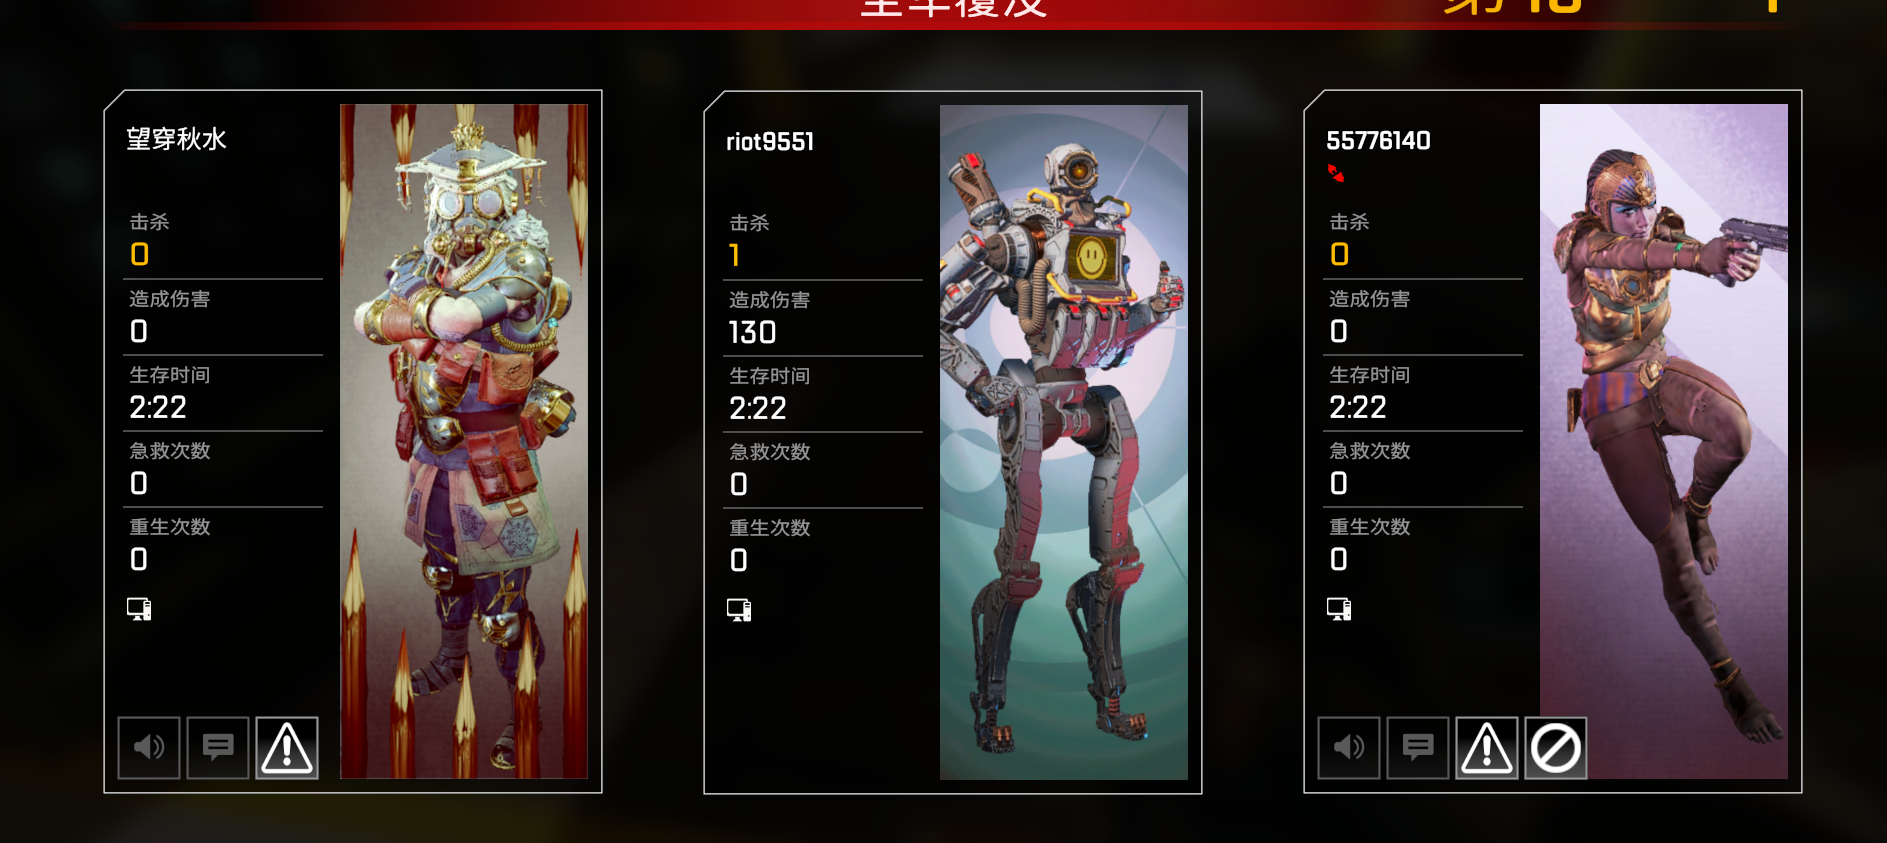 望穿秋水
击杀
0
造成伤害
0
生存时间
2:22
急救次数
0
重生次数
0
riot9551
击杀
1
造成伤害
130
生存时间
2:22
急救次数
0
重生次数
0
55776140
击杀
0
造成伤害
0
生存时间
2:22
急救次数
0
重生次数
0